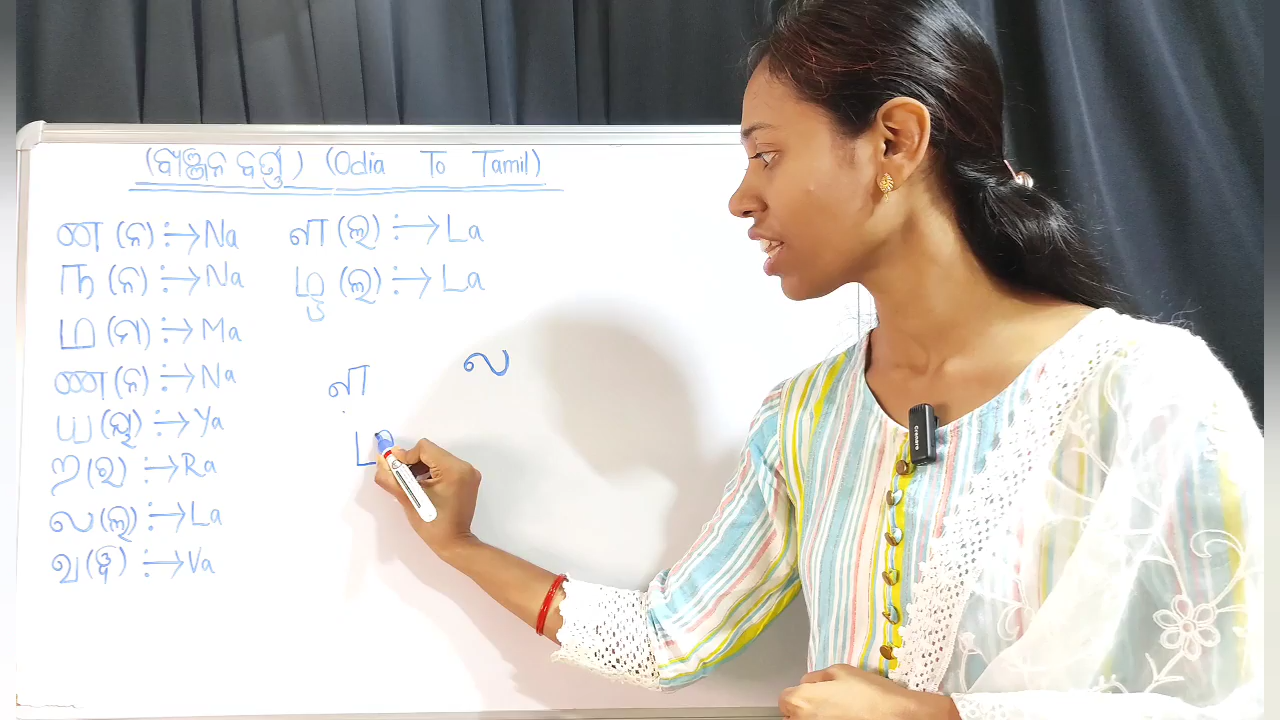 (ବ୍ୟଞ୍ଜନ ବର୍ଣ୍ଣ) (Odia To Tamil)
ண (ନ) :→ Na
ந (ନ) :→ Na
ம (ମ) :→ Ma
ண (ନ) :→ Na
ய (ୟ) :→ Ya
ற (ର) :→ Ra
ல (ଲ) :→ La
வ (ୱ) :→ Va
ள (ଲ) :→ La
ழ (ଲ) :→ La
ள ல